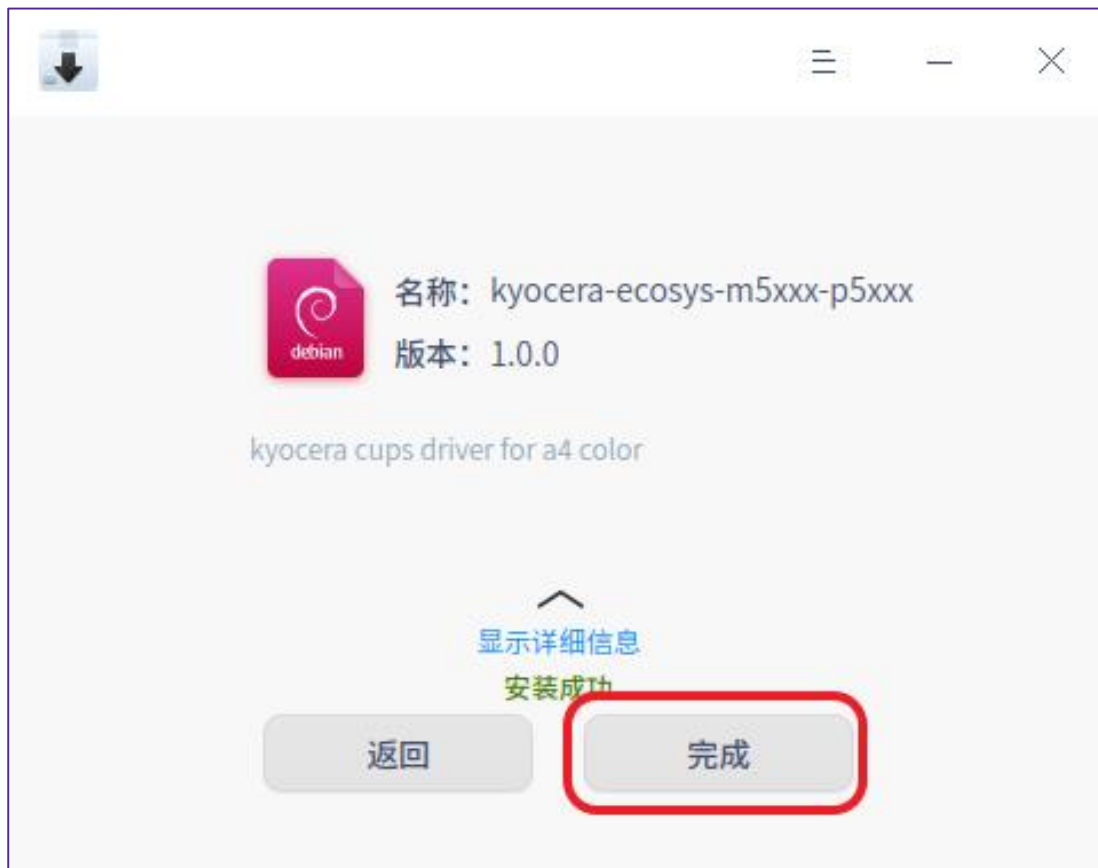 名称： kyocera-ecosys-m5xxx-p5xxx
debian
版本： 1.0.0
kyocera cups driver for a4 color
显示详细信息
安装成功
返回
完成